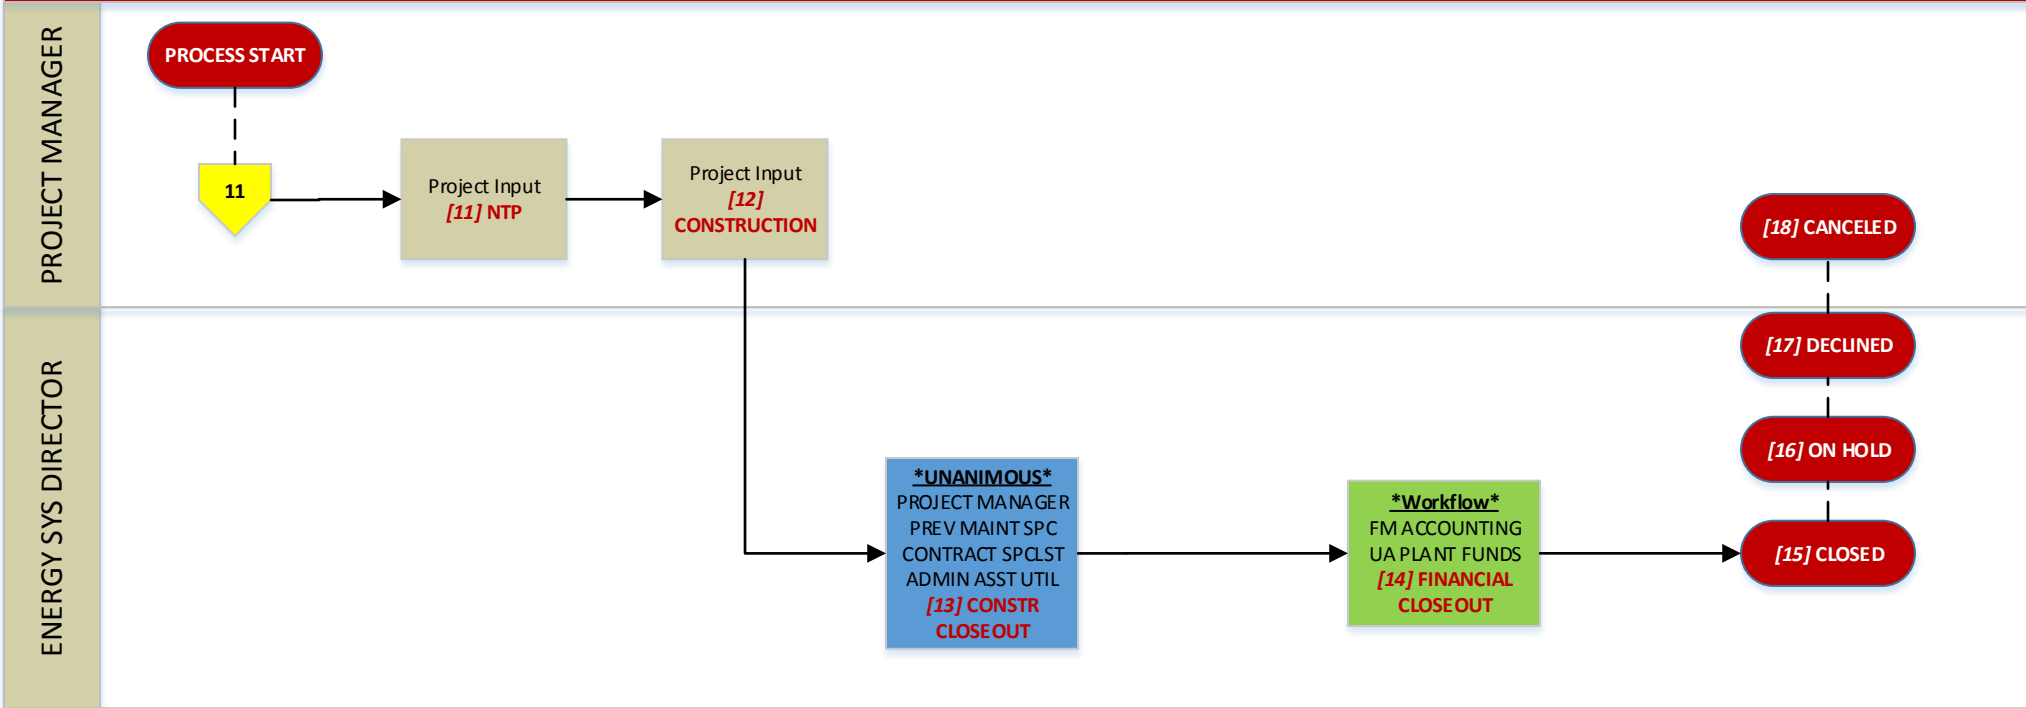 PROJECT MANAGER
PROCESS START
11
Project Input
[11] NTP
Project Input
[12]
CONSTRUCTION
[18] CANCELED
ENERGY SYS DIRECTOR
*UNANIMOUS*
PROJECT MANAGER
PREV MAINT SPC
CONTRACT SPCLST
ADMIN ASST UTIL
[13] CONSTR
CLOSEOUT
*Workflow*
FM ACCOUNTING
UA PLANT FUNDS
[14] FINANCIAL
CLOSEOUT
[17] DECLINED
[16] ON HOLD
[15] CLOSED